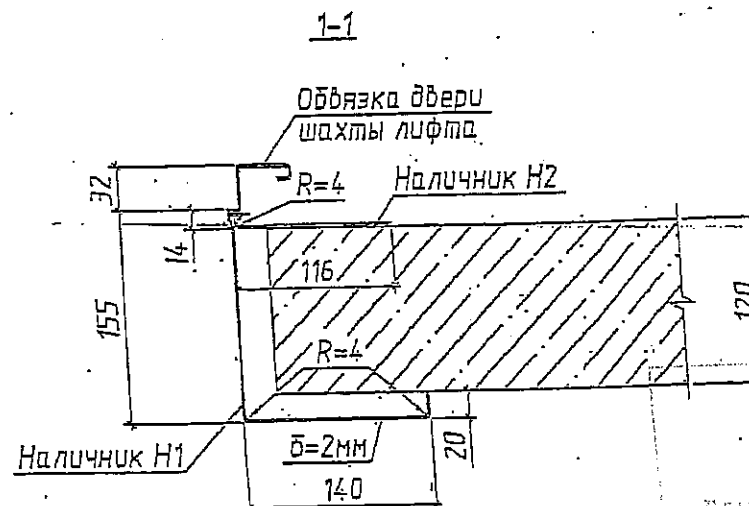 1-1
Обвязка двери
шахты лифта
32
R=4
Наличник Н2
14
116
155
120
R=4
Наличник Н1
δ=2мм
20
140